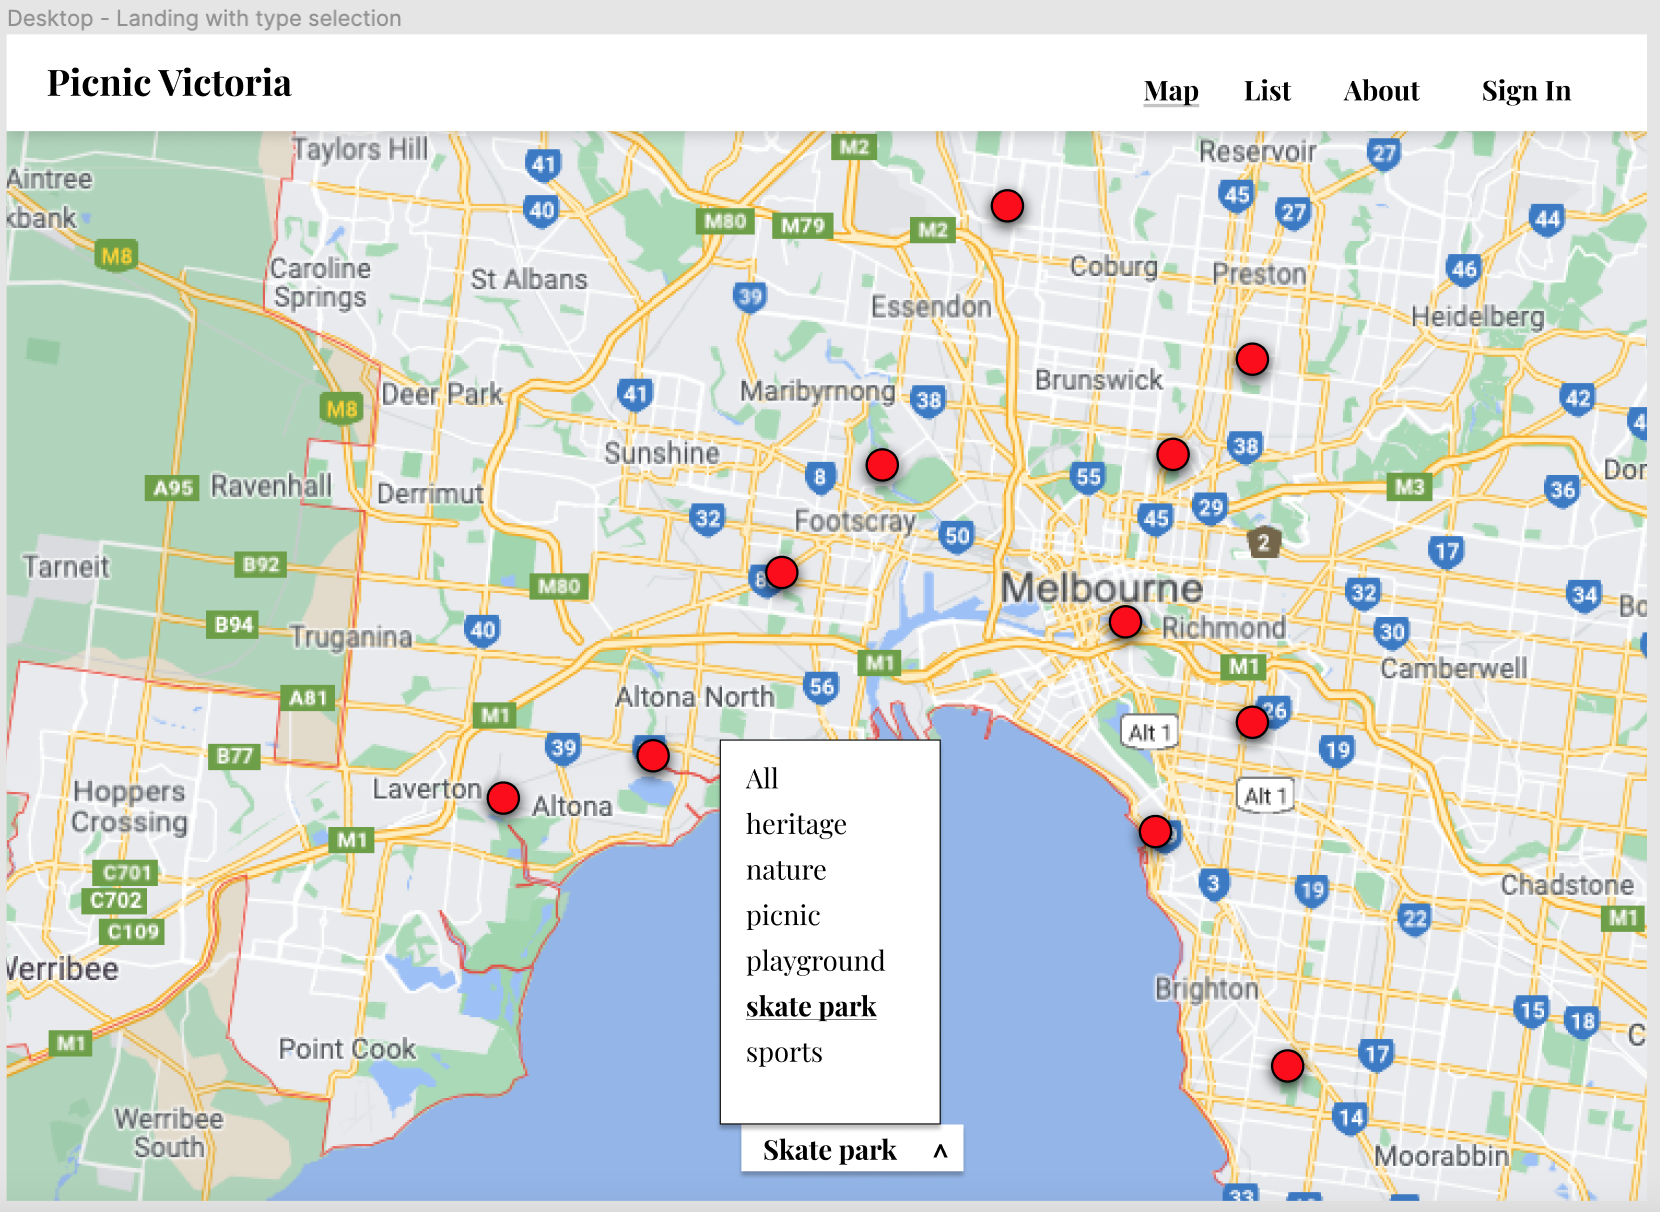 Desktop - Landing with type selection
Picnic Victoria
Map List About Sign In
Taylors Hill
M2
Reservoir
27
41
Aintree
45
kbank
40
M80
M79
M2
27
44
M8
Caroline
Springs
St Albans
39
Coburg
Preston
46
Essendon
Heidelberg
Deer Park
41
Maribyrnong
38
Brunswick
42
M8
4
Sunshine
38
8
55
Dor
A95
Ravenhall
Derrimut
M3
36
32
Footscray
50
45
29
2
17
Tarneit
B92
M80
8
Melbourne
32
34
Bo
B94
Truganina
40
Richmond
30
M1
M1
Camberwell
A81
Altona North
56
M1
26
Alt 1
B77
39
19
Hoppers
Crossing
Laverton
Altona
Alt 1
M1
C701
C702
C109
3
19
Chadstone
22
M1
Werribee
Brighton
15
18
C
M1
Point Cook
17
Werribee
South
14
Moorabbin
33
All
heritage
nature
picnic
playground
skate park
sports
Skate park ^